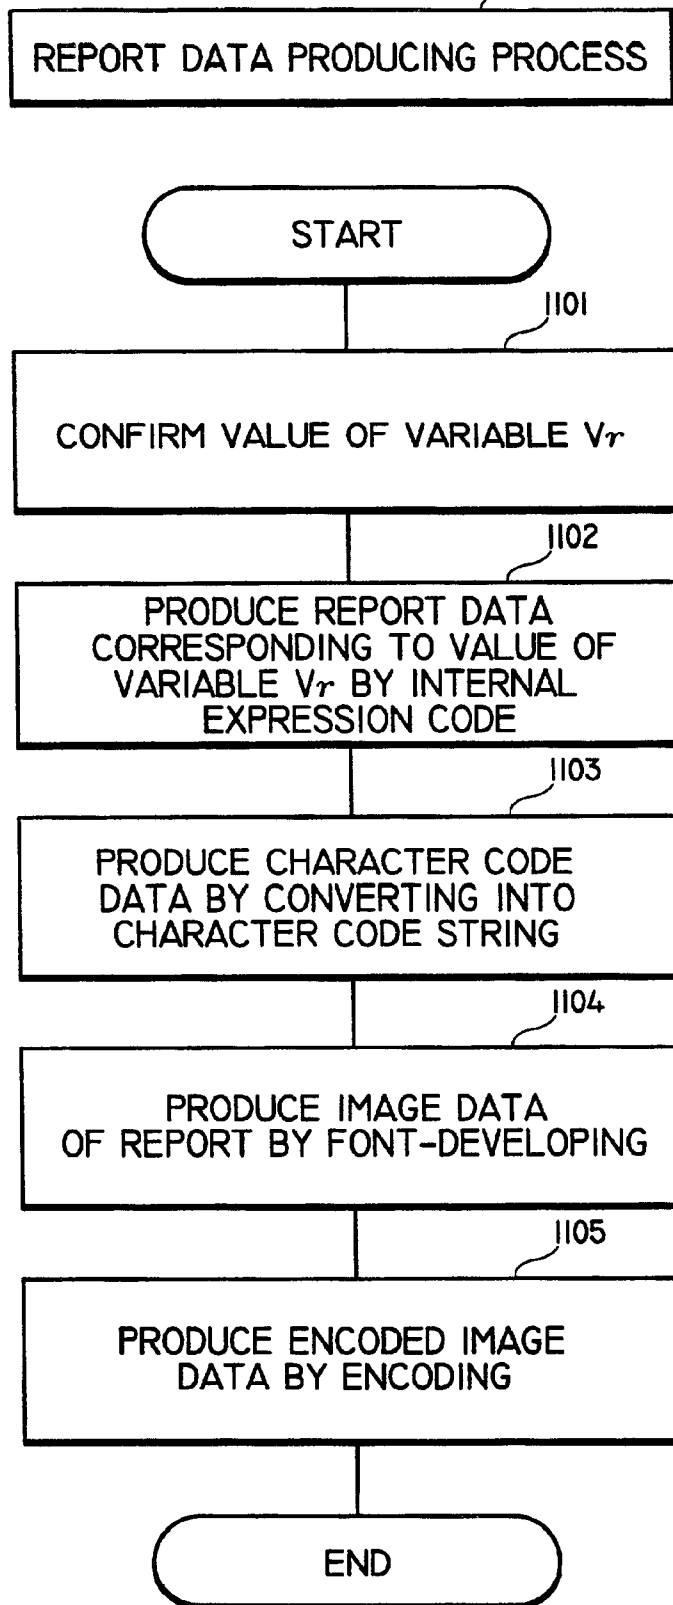 REPORT DATA PRODUCING PROCESS
START
1101
CONFIRM VALUE OF VARIABLE Vr
1102
PRODUCE REPORT DATA
CORRESPONDING TO VALUE OF
VARIABLE Vr BY INTERNAL
EXPRESSION CODE
1103
PRODUCE CHARACTER CODE
DATA BY CONVERTING INTO
CHARACTER CODE STRING
1104
PRODUCE IMAGE DATA
OF REPORT BY FONT-DEVELOPING
1105
PRODUCE ENCODED IMAGE
DATA BY ENCODING
END